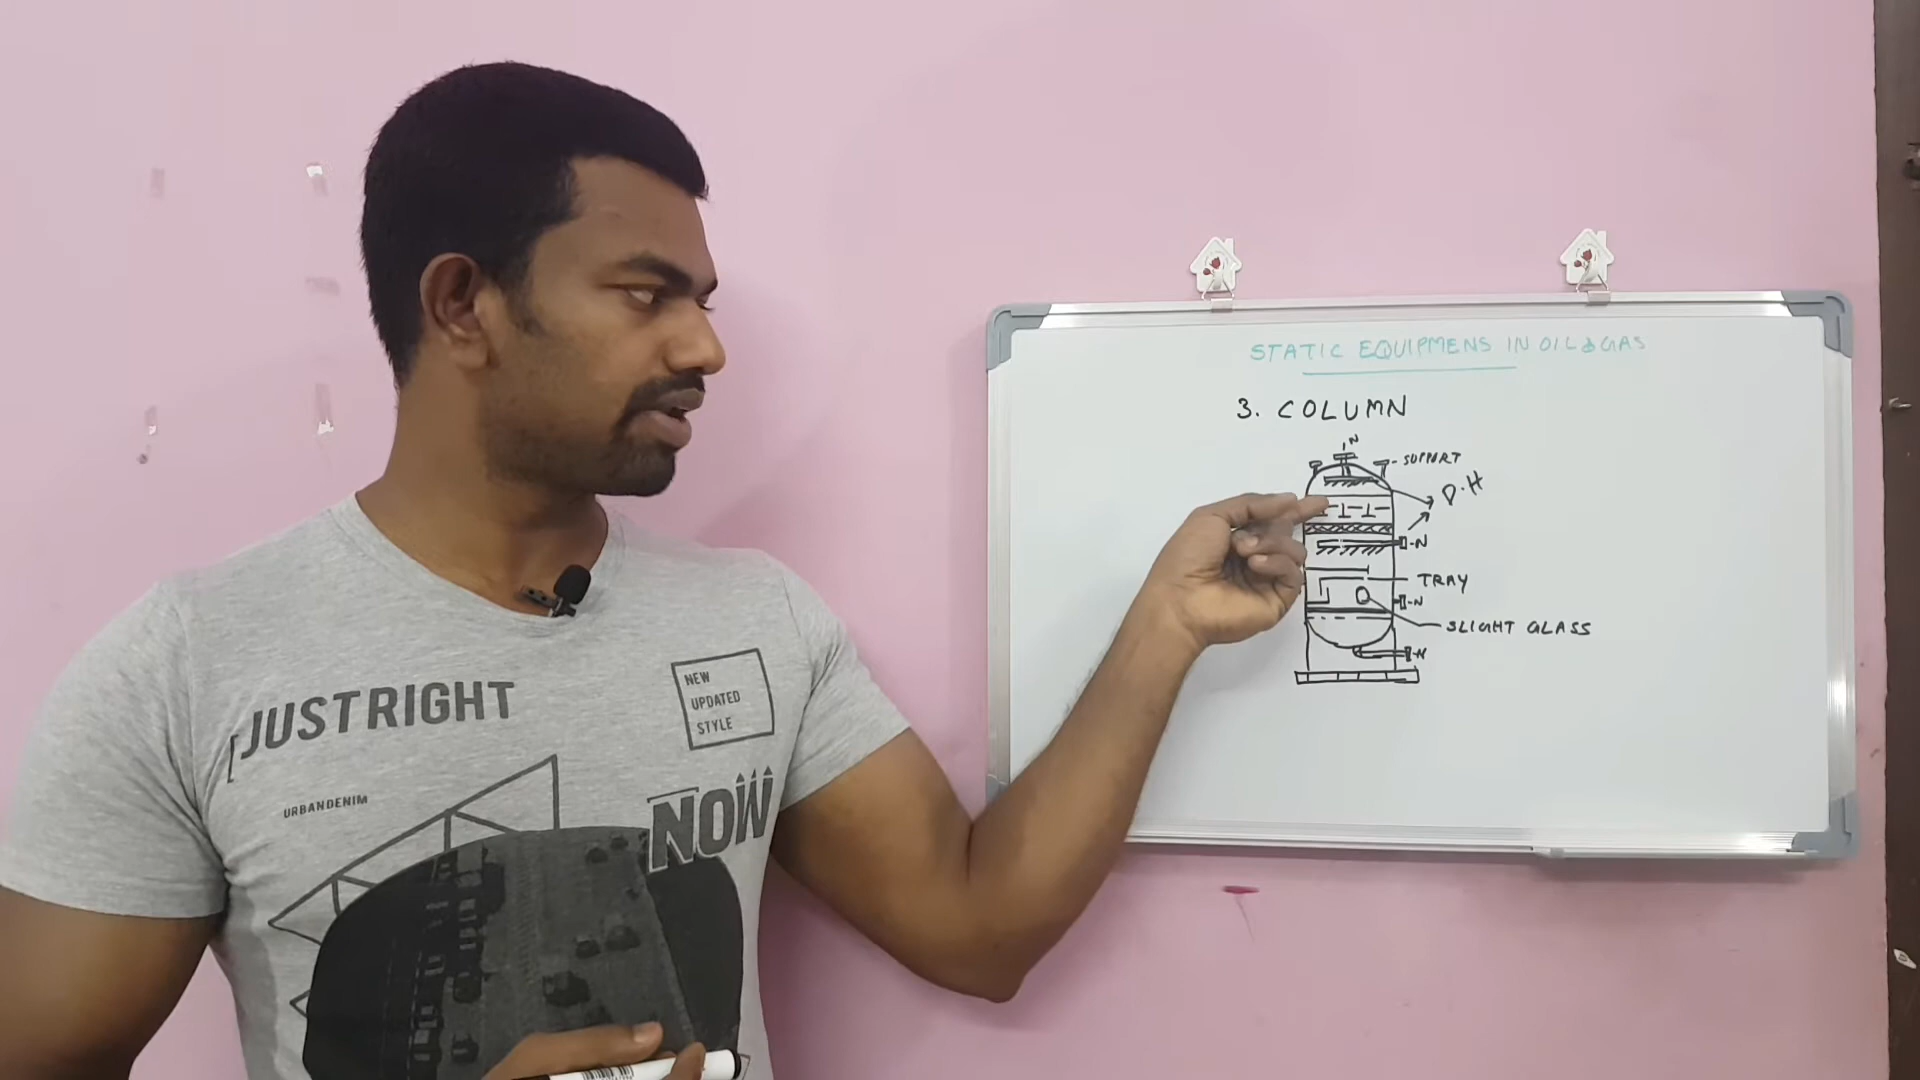 STATIC EQUIPMENS IN OIL & GAS
3. COLUMN
N
- SUPPORT
D.H
-N
TRAY
-N
SLIGHT GLASS
-N
[JUSTRIGHT
NEW
UPDATED
STYLE
URBANDENIM
NOW